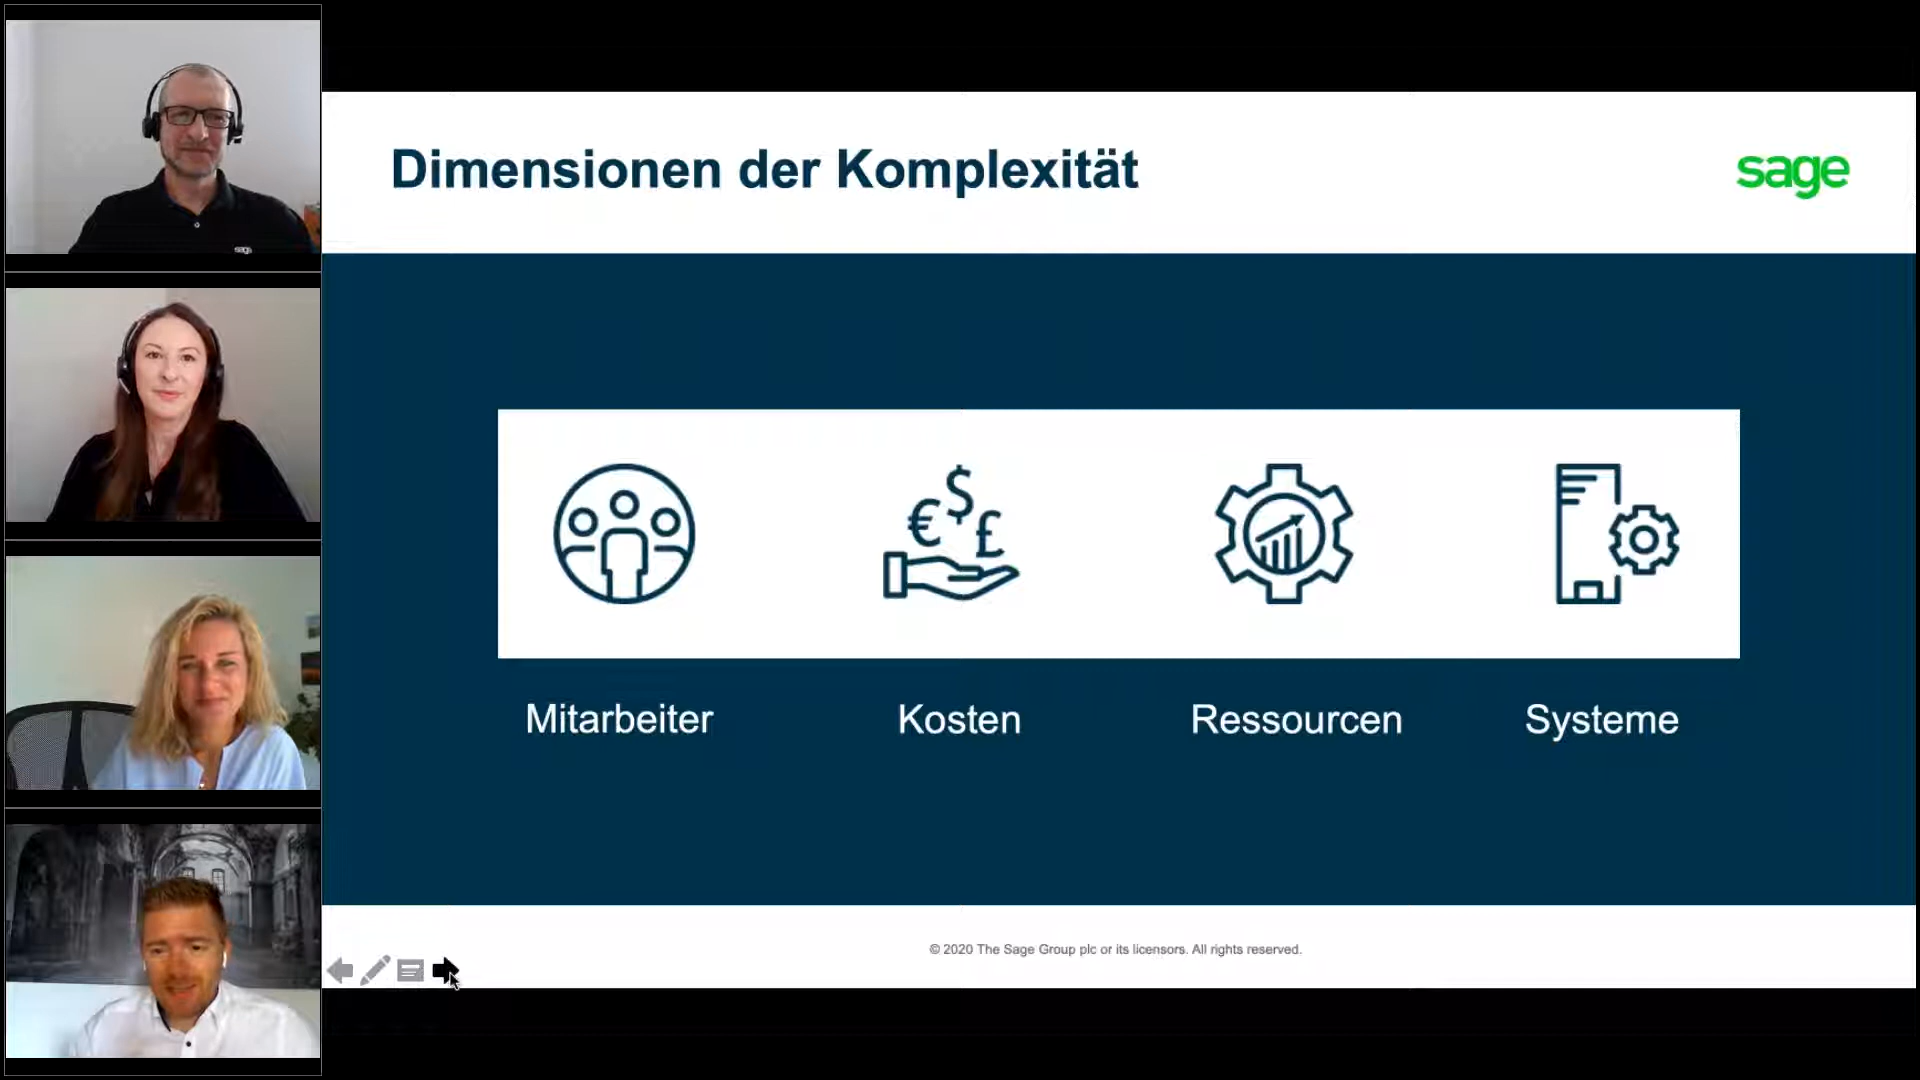 Dimensionen der Komplexität
sage
€ $ £
Mitarbeiter Kosten Ressourcen Systeme
© 2020 The Sage Group plc or its licensors. All rights reserved.
sage